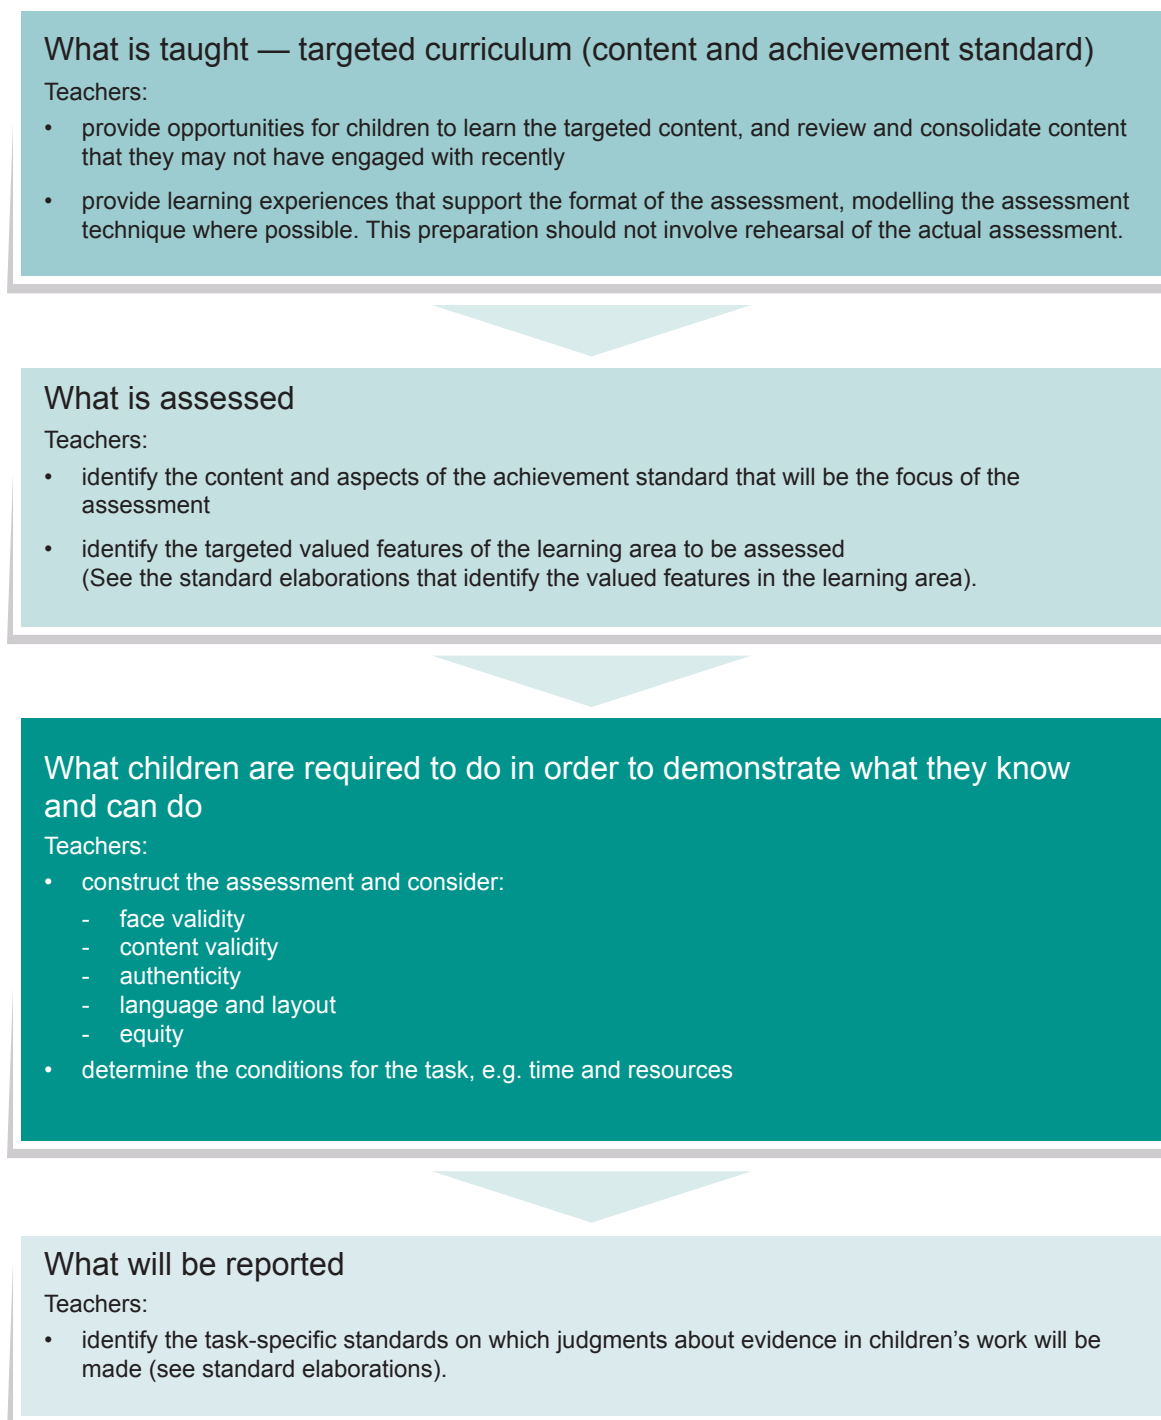 What is taught — targeted curriculum (content and achievement standard)
Teachers:
• provide opportunities for children to learn the targeted content, and review and consolidate content
that they may not have engaged with recently
• provide learning experiences that support the format of the assessment, modelling the assessment
technique where possible. This preparation should not involve rehearsal of the actual assessment.
What is assessed
Teachers:
• identify the content and aspects of the achievement standard that will be the focus of the
assessment
• identify the targeted valued features of the learning area to be assessed
(See the standard elaborations that identify the valued features in the learning area).
What children are required to do in order to demonstrate what they know
and can do
Teachers:
• construct the assessment and consider:
- face validity
- content validity
- authenticity
- language and layout
- equity
• determine the conditions for the task, e.g. time and resources
What will be reported
Teachers:
• identify the task-specific standards on which judgments about evidence in children’s work will be
made (see standard elaborations).